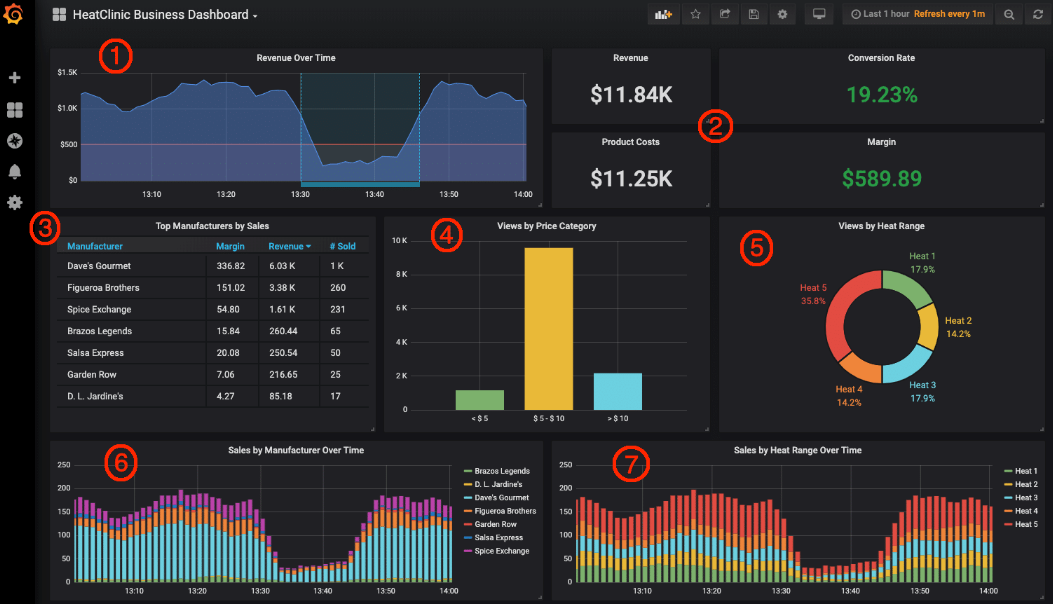 HeatClinic Business Dashboard
Last 1 hour Refresh every 1m
1
Revenue Over Time
$1.5K
$1.0K
$500
$0
13:10 13:20 13:30 13:40 13:50 14:00
Revenue
$11.84K
Conversion Rate
19.23%
2
Product Costs
$11.25K
Margin
$589.89
3
Top Manufacturers by Sales
Manufacturer Margin Revenue # Sold
Dave's Gourmet 336.82 6.03 K 1 K
Figueroa Brothers 151.02 3.38 K 260
Spice Exchange 54.80 1.61 K 231
Brazos Legends 15.84 260.44 65
Salsa Express 20.08 250.54 50
Garden Row 7.06 216.65 25
D. L. Jardine's 4.27 85.18 17
4
Views by Price Category
10 K
8 K
6 K
4 K
2 K
0
< $ 5 $ 5 - $ 10 > $ 10
5
Views by Heat Range
Heat 1
17.9%
Heat 2
14.2%
Heat 3
17.9%
Heat 4
14.2%
Heat 5
35.8%
6
Sales by Manufacturer Over Time
250
200
150
100
50
0
13:10 13:20 13:30 13:40 13:50 14:00
Brazos Legends
D. L. Jardine's
Dave's Gourmet
Figueroa Brothers
Garden Row
Salsa Express
Spice Exchange
7
Sales by Heat Range Over Time
250
200
150
100
50
0
13:10 13:20 13:30 13:40 13:50 14:00
Heat 1
Heat 2
Heat 3
Heat 4
Heat 5